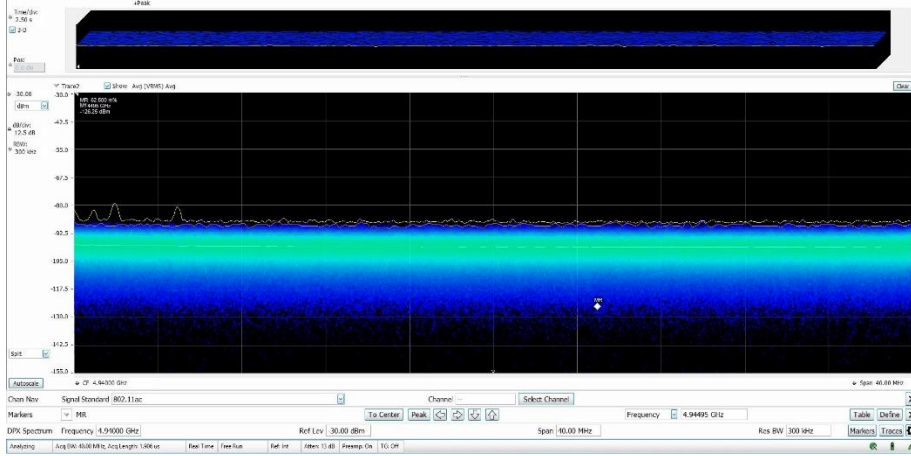 +Peak
Time/div:
2.50 s
3-D
Pos:
Trace2 Show Avg (VRMS) Avg Clear
-30.00
dBm
dB/div:
12.5 dB
RBW:
300 kHz
-30.0
-42.5
-55.0
-67.5
-80.0
-92.5
-105.0
-117.5
-130.0
-142.5
-155.0
-126.25 dBm
MR
Split
Autoscale CF 4.94000 GHz Span 40.00 MHz
Chan Nav Signal Standard 802.11ac Channel -- Select Channel
Markers MR To Center Peak Frequency 4.94495 GHz Table Define
DPX Spectrum Frequency 4.94000 GHz Ref Lev -30.00 dBm Span 40.00 MHz Res BW 300 kHz Markers Traces
Analyzing Acq BW: 40.00 MHz, Acq Length: 1.906 us Real Time Free Run Ref: Int Atten: 13 dB Preamp: On TG: Off